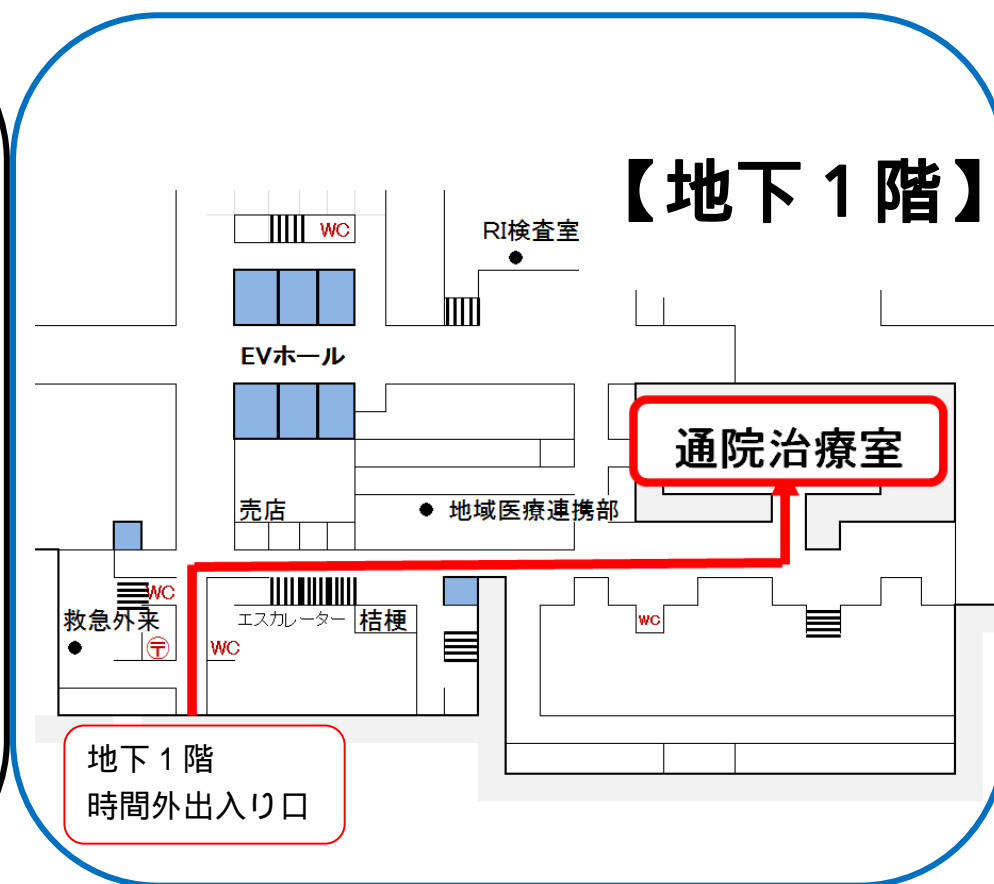 【地下１階】
WC
RI検査室
EVホール
通院治療室
売店
地域医療連携部
WC
救急外来
エスカレーター
桔梗
WC
〒
WC
地下１階
時間外出入り口